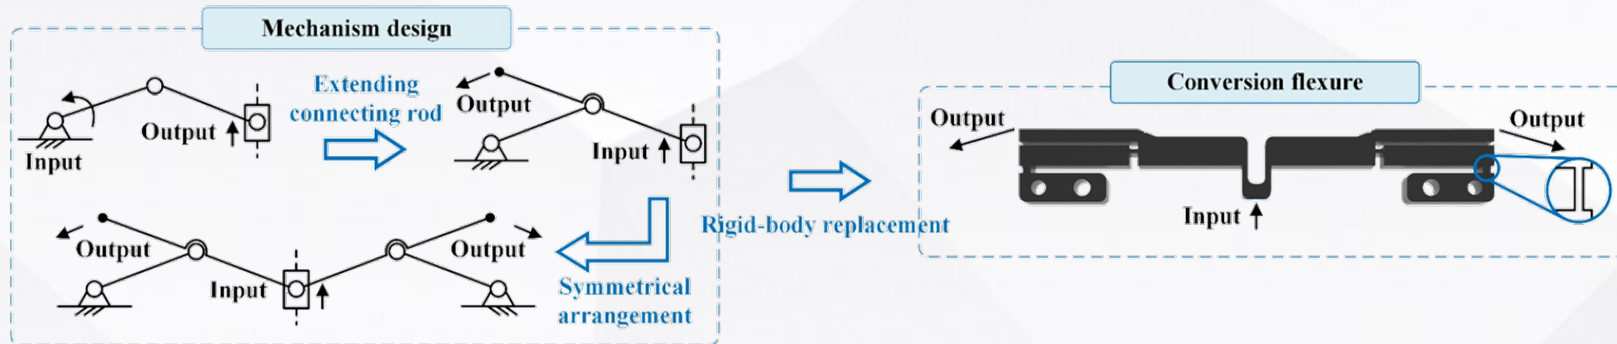 Mechanism design
Extending
connecting rod
Output
Input
Output
Input
Output
Output
Input
Symmetrical
arrangement
Rigid-body replacement
Conversion flexure
Output
Output
Input